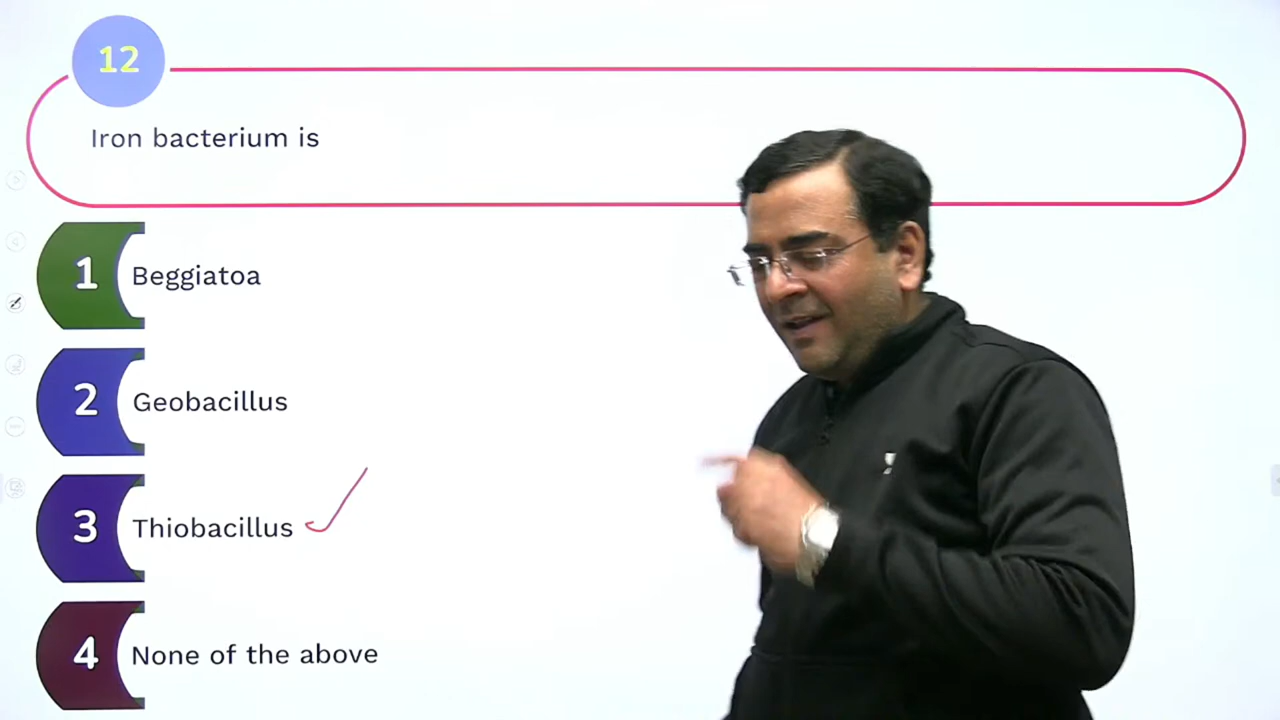 12
Iron bacterium is
1 Beggiatoa
2 Geobacillus
3 Thiobacillus
4 None of the above